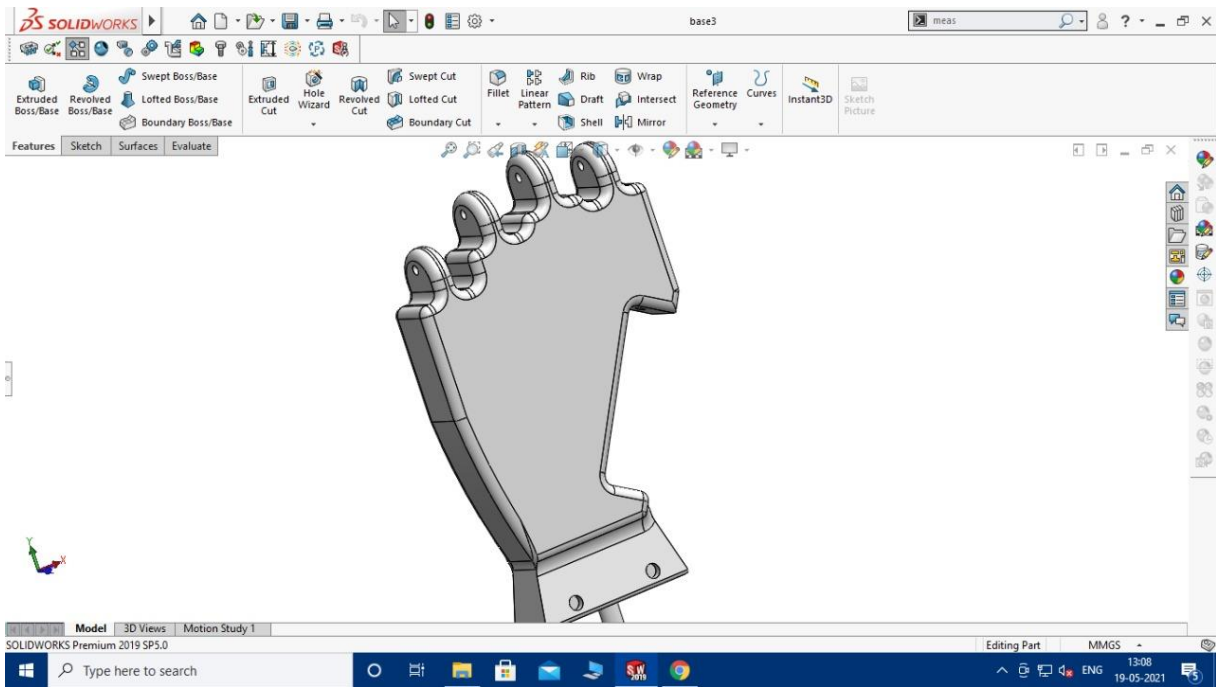 SOLIDWORKS
base3
meas
Extruded Boss/Base
Revolved Boss/Base
Swept Boss/Base
Lofted Boss/Base
Boundary Boss/Base
Extruded Cut
Hole Wizard
Revolved Cut
Swept Cut
Lofted Cut
Boundary Cut
Fillet
Linear Pattern
Rib
Draft
Shell
Wrap
Intersect
Mirror
Reference Geometry
Curves
Instant3D
Sketch Picture
Features Sketch Surfaces Evaluate
Y
X
Model 3D Views Motion Study 1
SOLIDWORKS Premium 2019 SP5.0
Editing Part
MMGS
Type here to search
SW 2019
ENG
13:08
19-05-2021
5